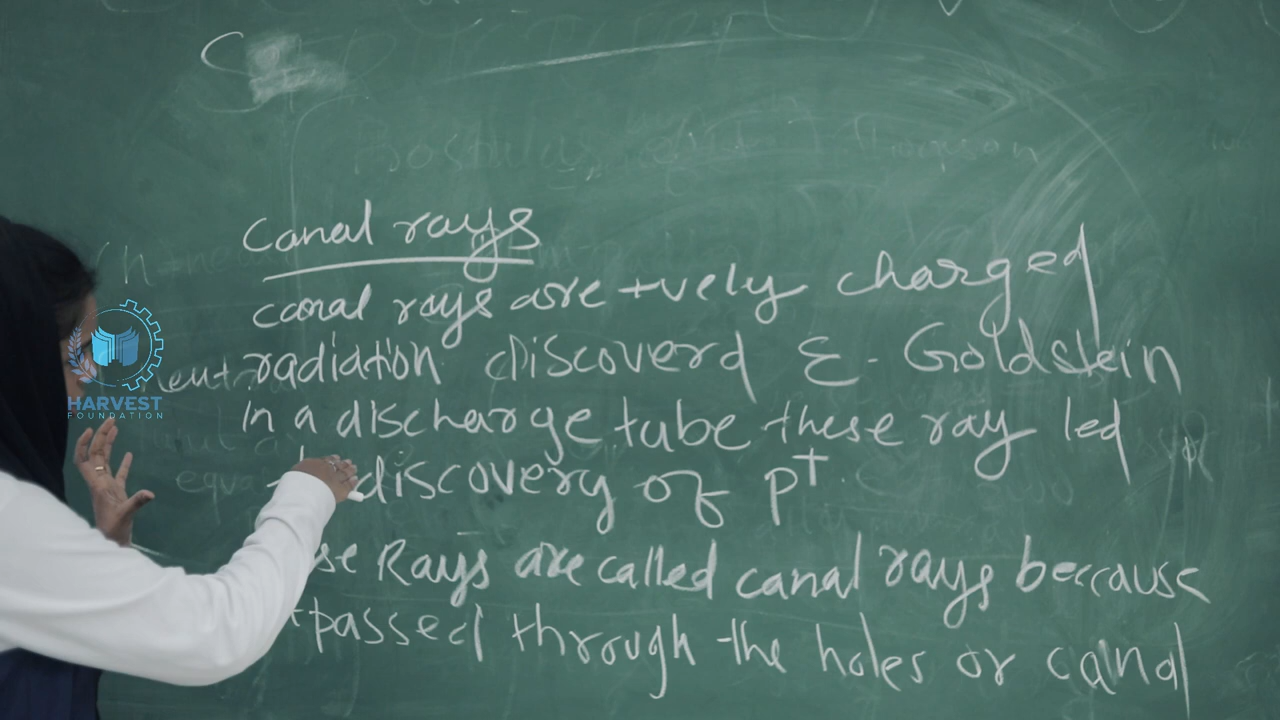 canal rays
canal rays are +vely charged
radiation discoverd E. Goldstein
In a discharge tube these ray led
discovery of p+
se Rays are called canal rays beccause
passed through the holes or canal
HARVEST
FOUNDATION